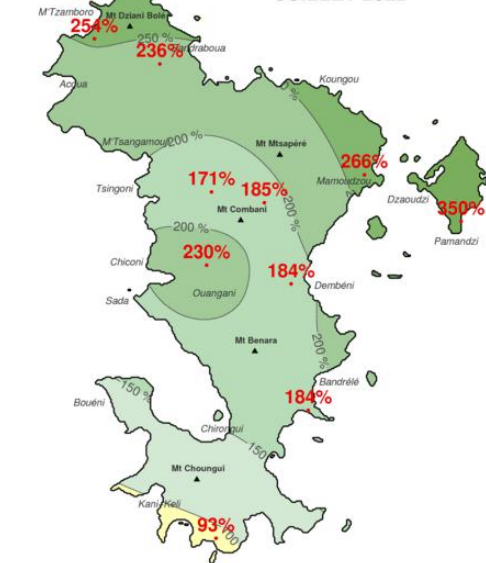 M'Tzamboro
Mt Dziani Bolé
254%
250 %
236%
Acoua
Koungou
M'Tsangamouji
200 %
Mt Mtsapéré
266%
Mamoudzou
Tsingoni
171%
185%
Dzaoudzi
350%
Mt Combani
200 %
200 %
Pamandzi
230%
Chiconi
184%
Ouangani
Dembéni
Sada
Mt Benara
200 %
Bandrélé
150 %
184%
Bouéni
Chirongui
150
Mt Choungui
Kani-Keli
93%
100